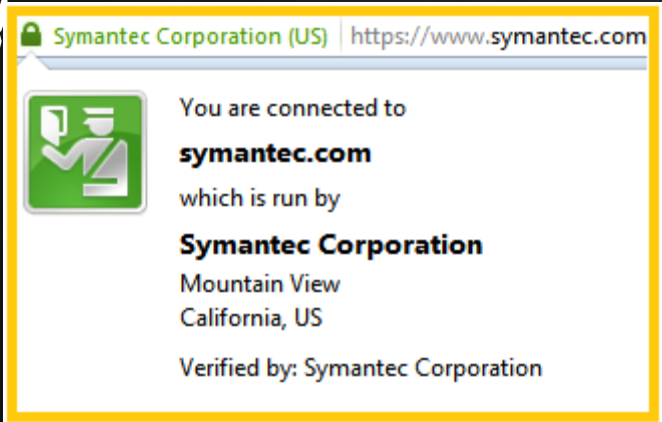 Symantec Corporation (US) https://www.symantec.com
You are connected to
symantec.com
which is run by
Symantec Corporation
Mountain View
California, US
Verified by: Symantec Corporation